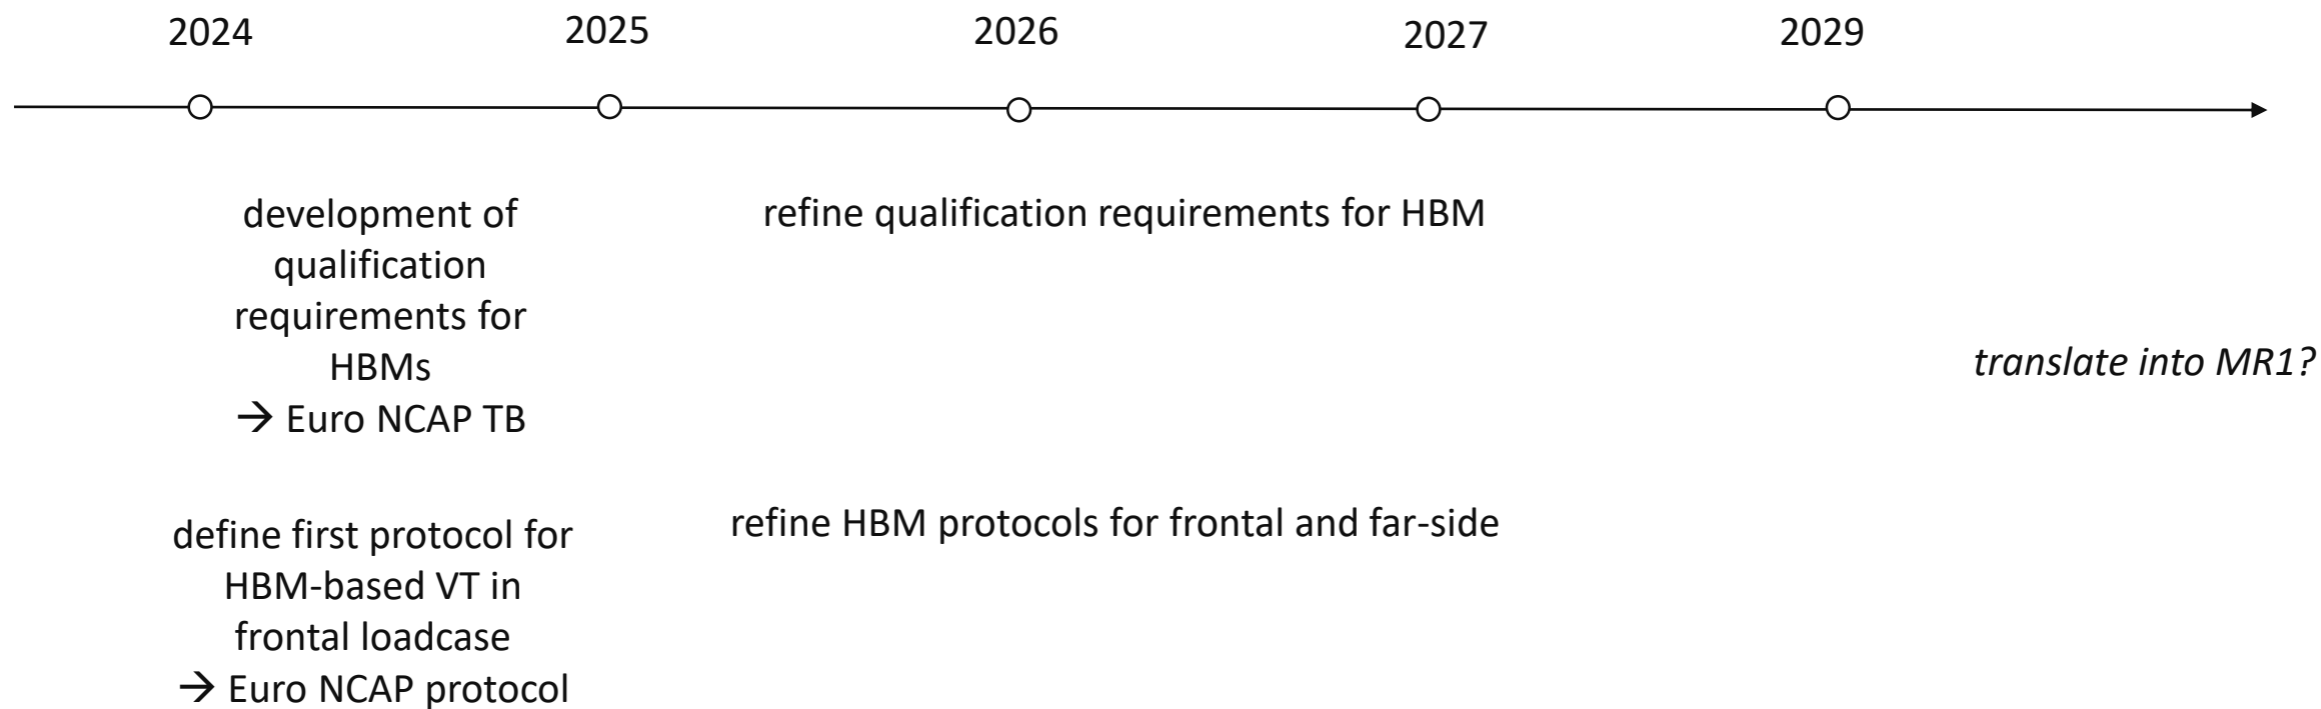 2024
2025
2026
2027
2029
development of
qualification
requirements for
HBMs
→ Euro NCAP TB
refine qualification requirements for HBM
translate into MR1?
define first protocol for
HBM-based VT in
frontal loadcase
→ Euro NCAP protocol
refine HBM protocols for frontal and far-side